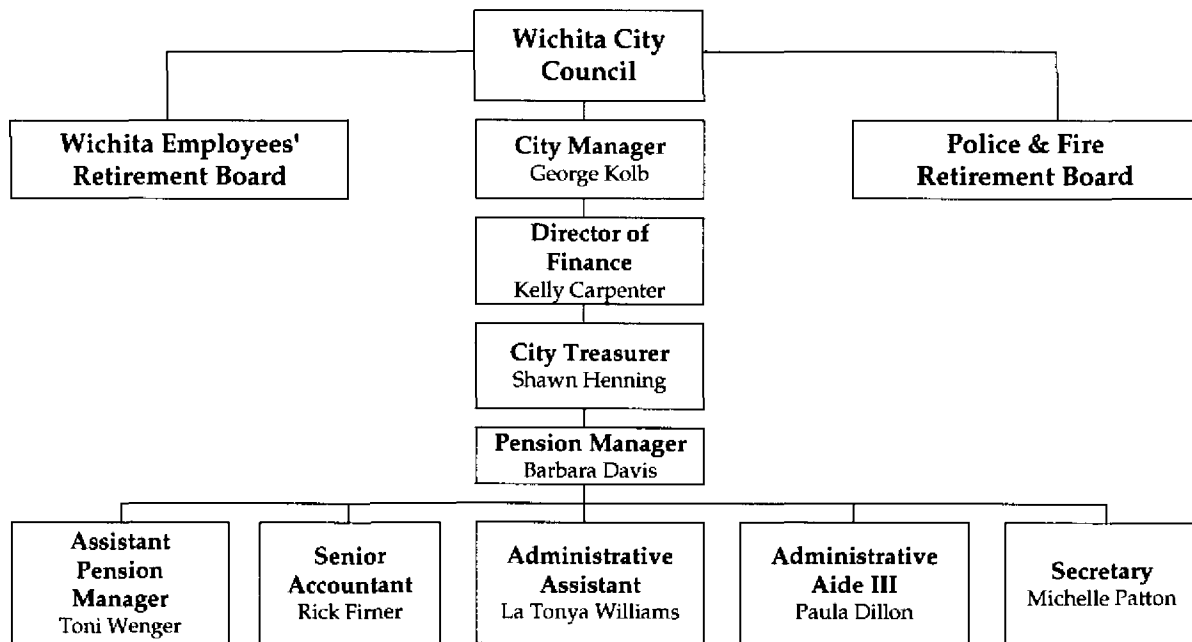 Wichita City
Council
Wichita Employees'
Retirement Board
City Manager
George Kolb
Police & Fire
Retirement Board
Director of
Finance
Kelly Carpenter
City Treasurer
Shawn Henning
Pension Manager
Barbara Davis
Assistant
Pension
Manager
Toni Wenger
Senior
Accountant
Rick Firner
Administrative
Assistant
La Tonya Williams
Administrative
Aide III
Paula Dillon
Secretary
Michelle Patton